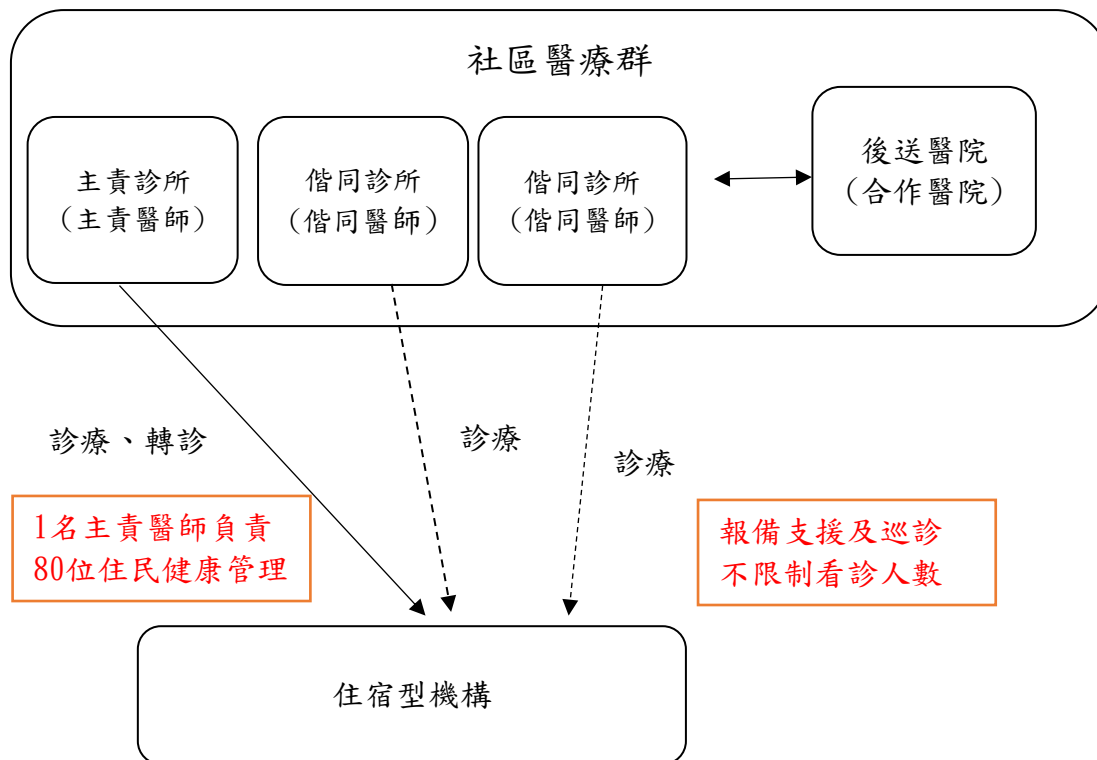 社區醫療群
主責診所
(主責醫師)
偕同診所
(偕同醫師)
偕同診所
(偕同醫師)
後送醫院
(合作醫院)
診療、轉診
診療
診療
1名主責醫師負責
80位住民健康管理
報備支援及巡診
不限制看診人數
住宿型機構